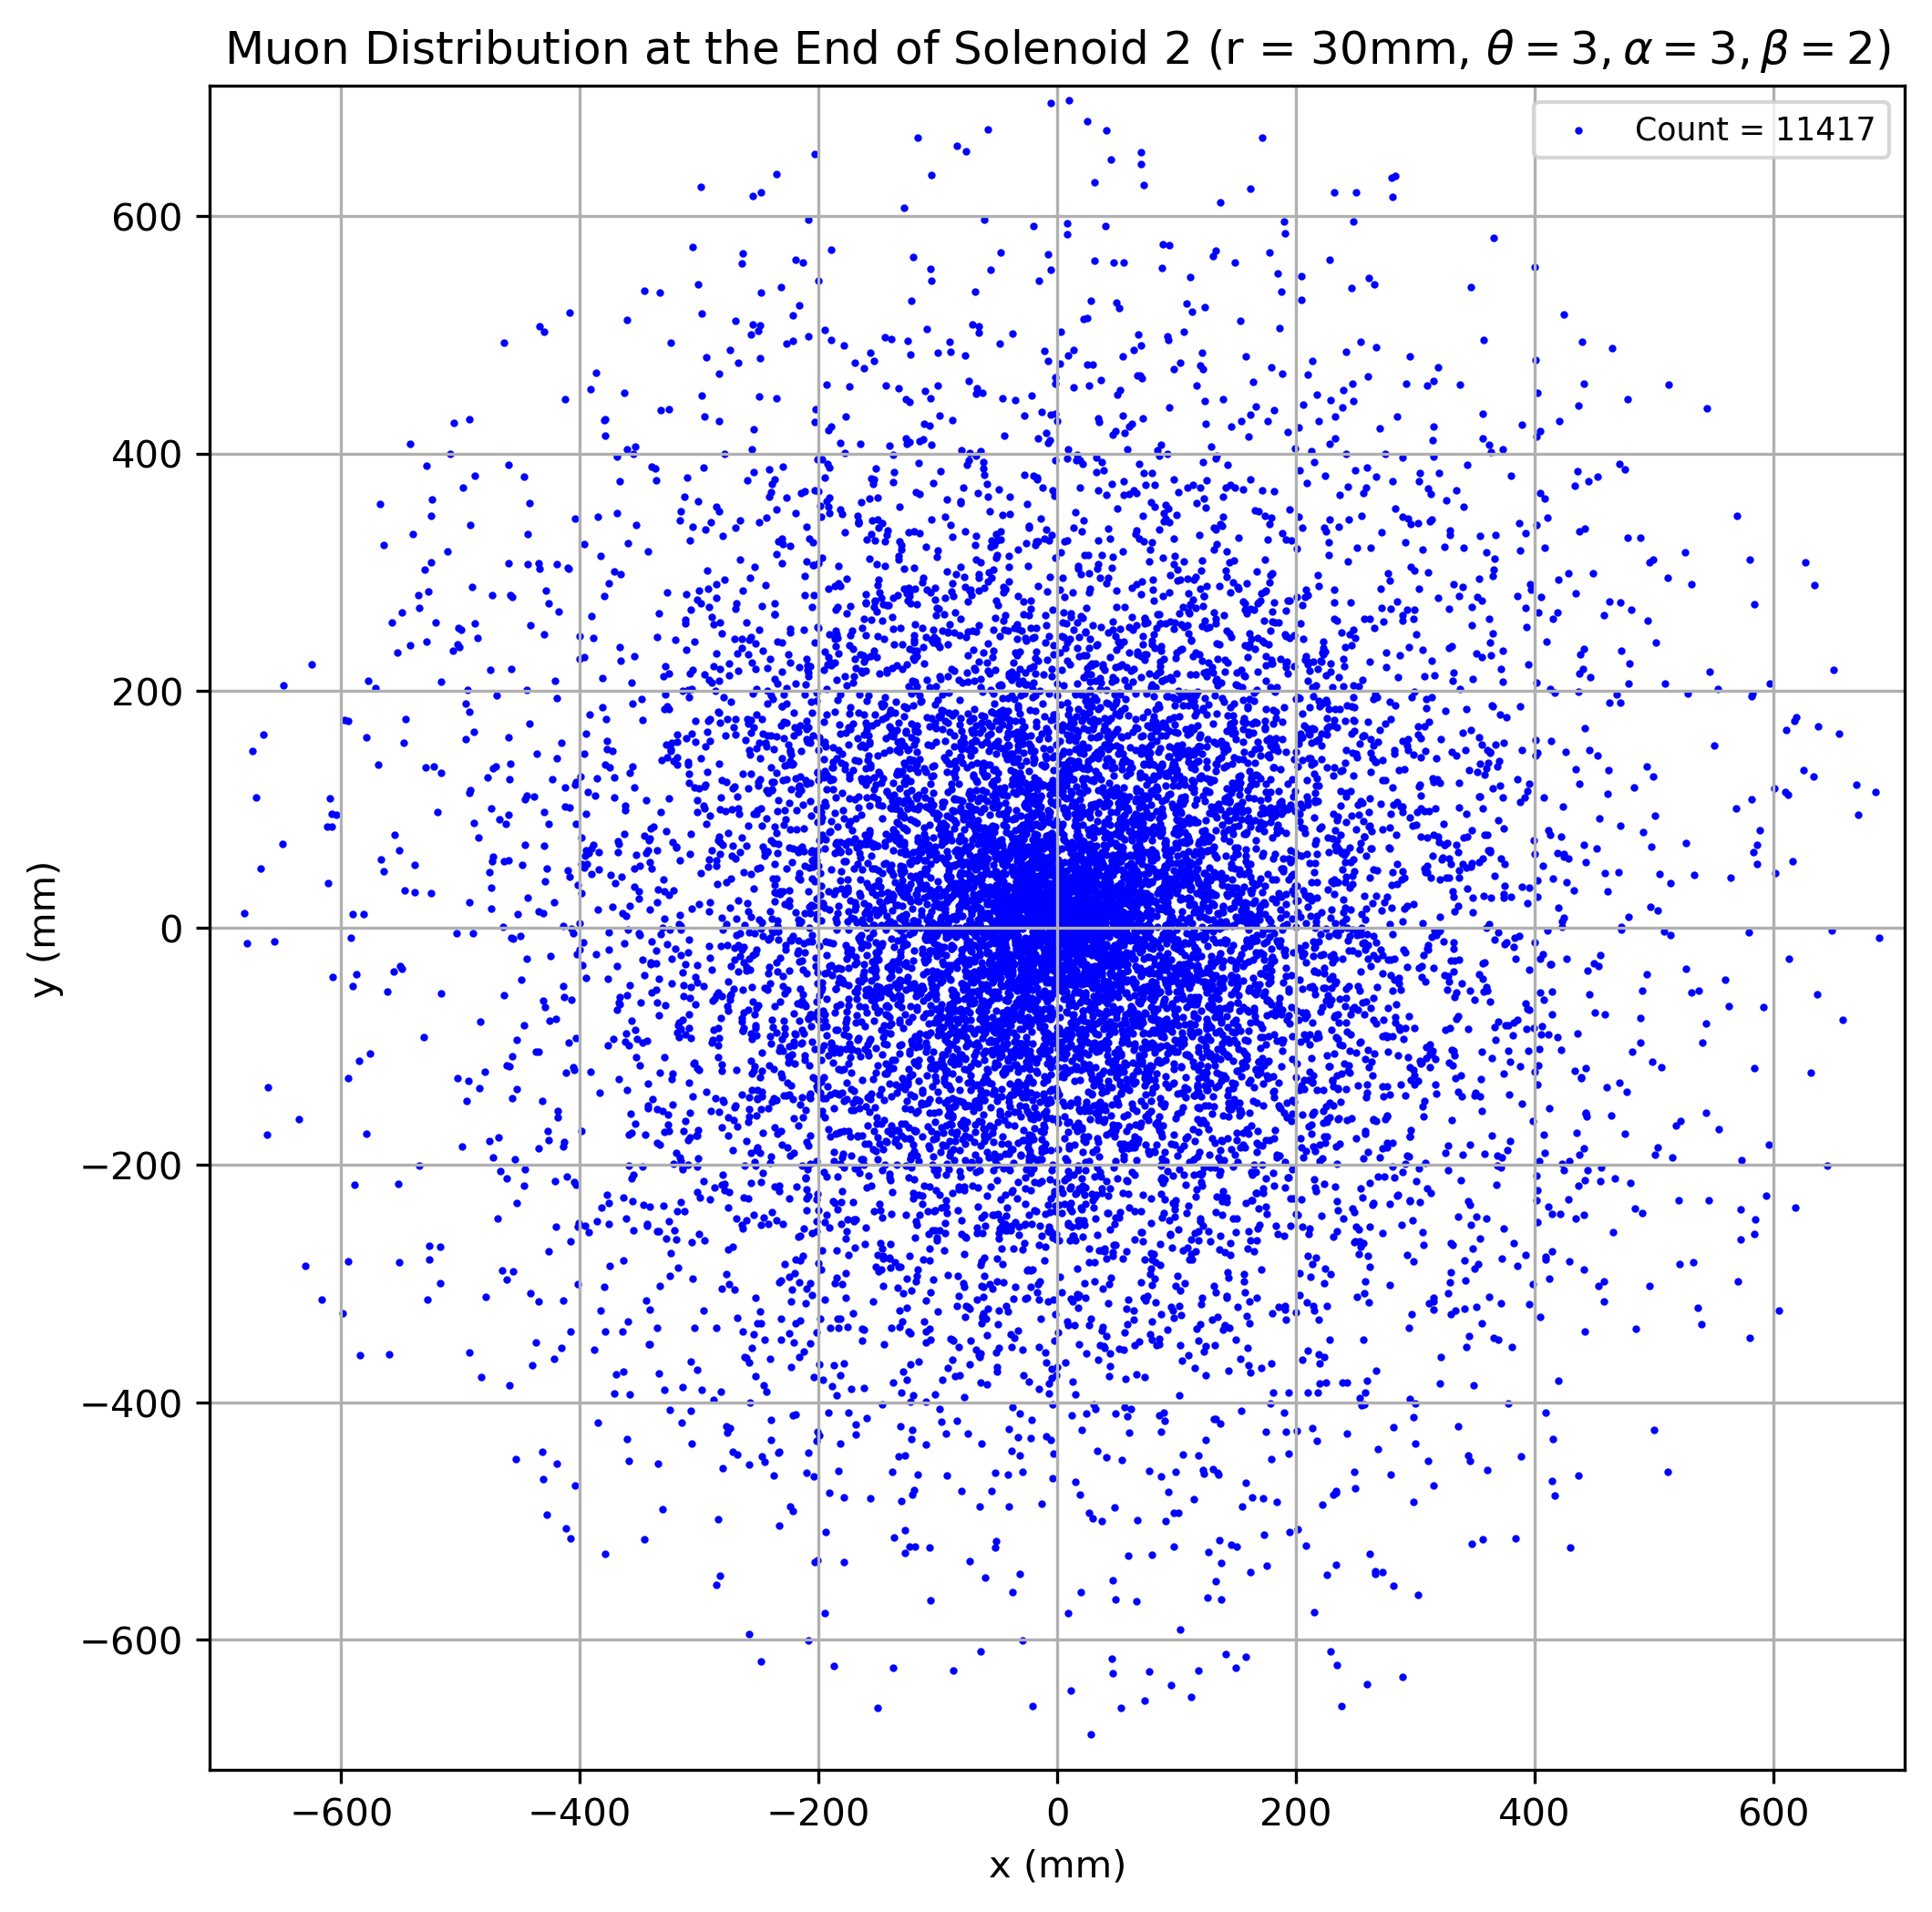 Muon Distribution at the End of Solenoid 2 (r = 30mm, θ = 3, α = 3, β = 2)
Count = 11417
600
400
200
0
−200
−400
−600
y (mm)
−600 −400 −200 0 200 400 600
x (mm)